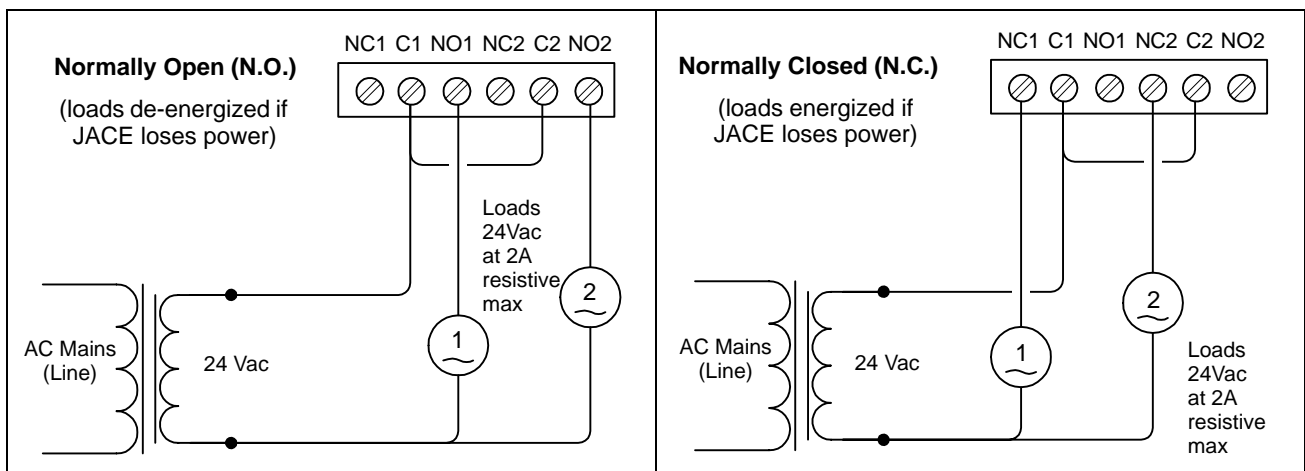 NC1 C1 NO1 NC2 C2 NO2
Normally Open (N.O.)
(loads de-energized if
JACE loses power)
Loads
24Vac
at 2A
resistive
max
2
1
AC Mains
(Line)
24 Vac
NC1 C1 NO1 NC2 C2 NO2
Normally Closed (N.C.)
(loads energized if
JACE loses power)
2
1
AC Mains
(Line)
24 Vac
Loads
24Vac
at 2A
resistive
max